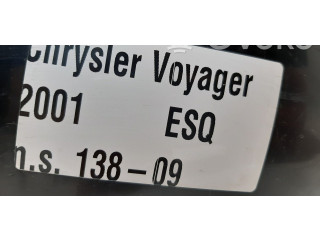 Chrysler Voyager
2001 ESQ
n.s. 138-09